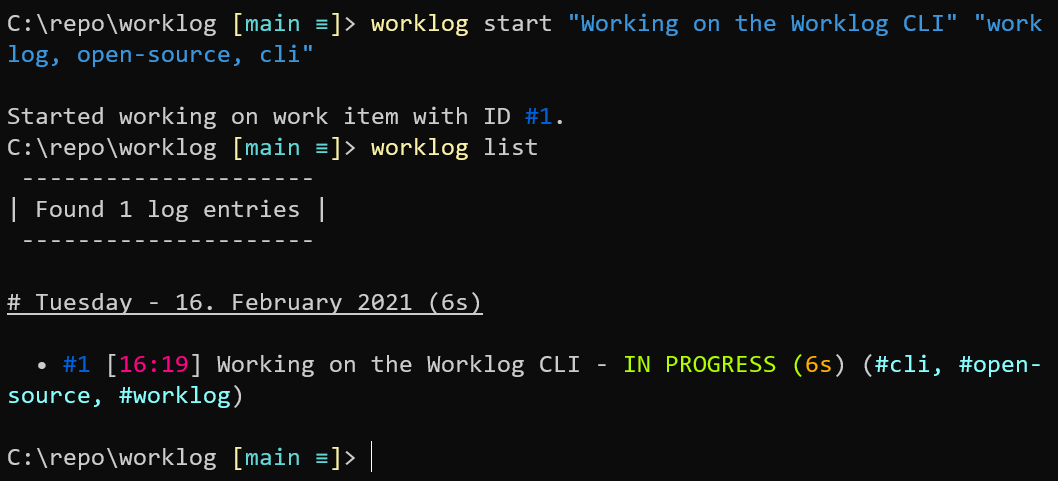 C:\repo\worklog [main ≡]> worklog start "Working on the Worklog CLI" "work
log, open-source, cli"
Started working on work item with ID #1.
C:\repo\worklog [main ≡]> worklog list
---------------------
| Found 1 log entries |
---------------------
# Tuesday - 16. February 2021 (6s)
• #1 [16:19] Working on the Worklog CLI - IN PROGRESS (6s) (#cli, #open-
source, #worklog)
C:\repo\worklog [main ≡]>